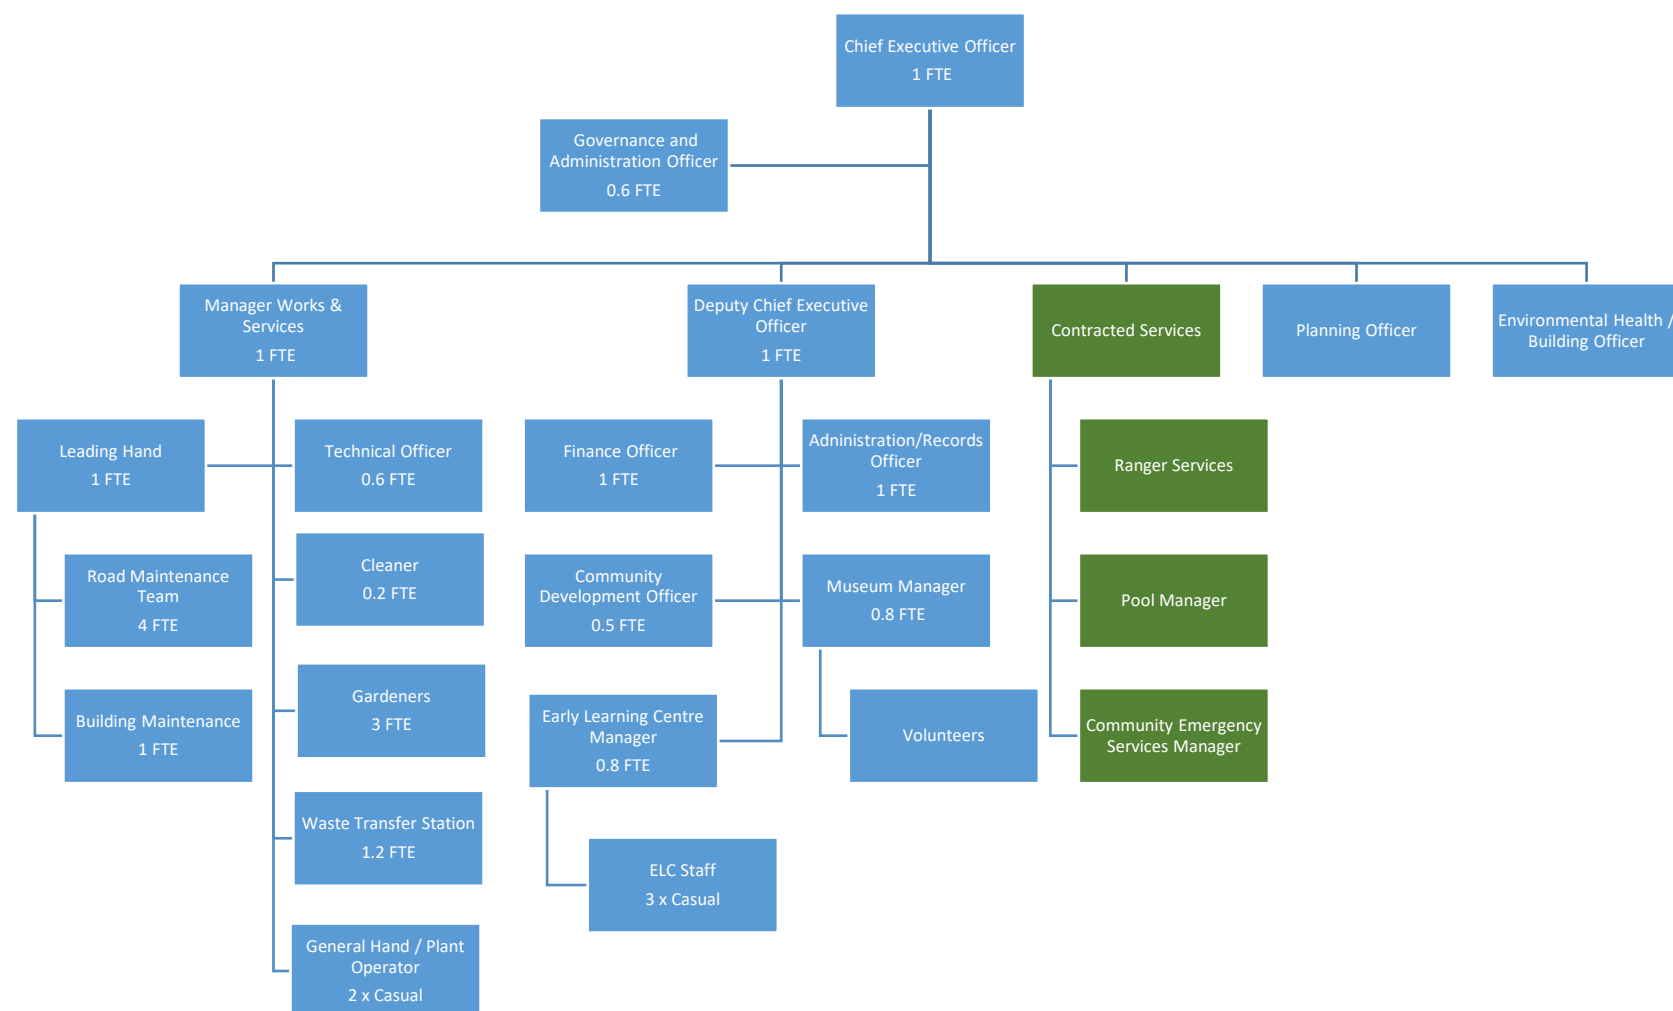 Chief Executive Officer
1 FTE
Governance and
Administration Officer
0.6 FTE
Manager Works &
Services
1 FTE
Deputy Chief Executive
Officer
1 FTE
Contracted Services
Planning Officer
Environmental Health /
Building Officer
Leading Hand
1 FTE
Technical Officer
0.6 FTE
Finance Officer
1 FTE
Adninistration/Records
Officer
1 FTE
Ranger Services
Road Maintenance
Team
4 FTE
Cleaner
0.2 FTE
Community
Development Officer
0.5 FTE
Museum Manager
0.8 FTE
Pool Manager
Building Maintenance
1 FTE
Gardeners
3 FTE
Early Learning Centre
Manager
0.8 FTE
Volunteers
Community Emergency
Services Manager
Waste Transfer Station
1.2 FTE
ELC Staff
3 x Casual
General Hand / Plant
Operator
2 x Casual